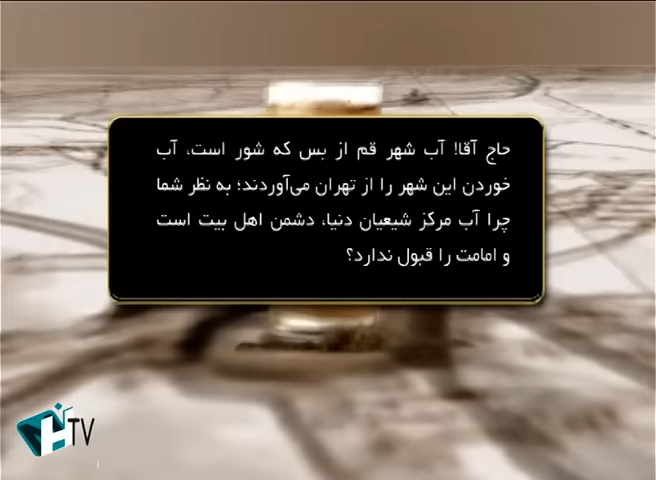 حاج آقا! آب شهر قم از بس که شور است، آب
خوردن این شهر را از تهران می‌آوردند؛ به نظر شما
چرا آب مرکز شیعیان دنیا، دشمن اهل بیت است
و امامت را قبول ندارد؟
HTV